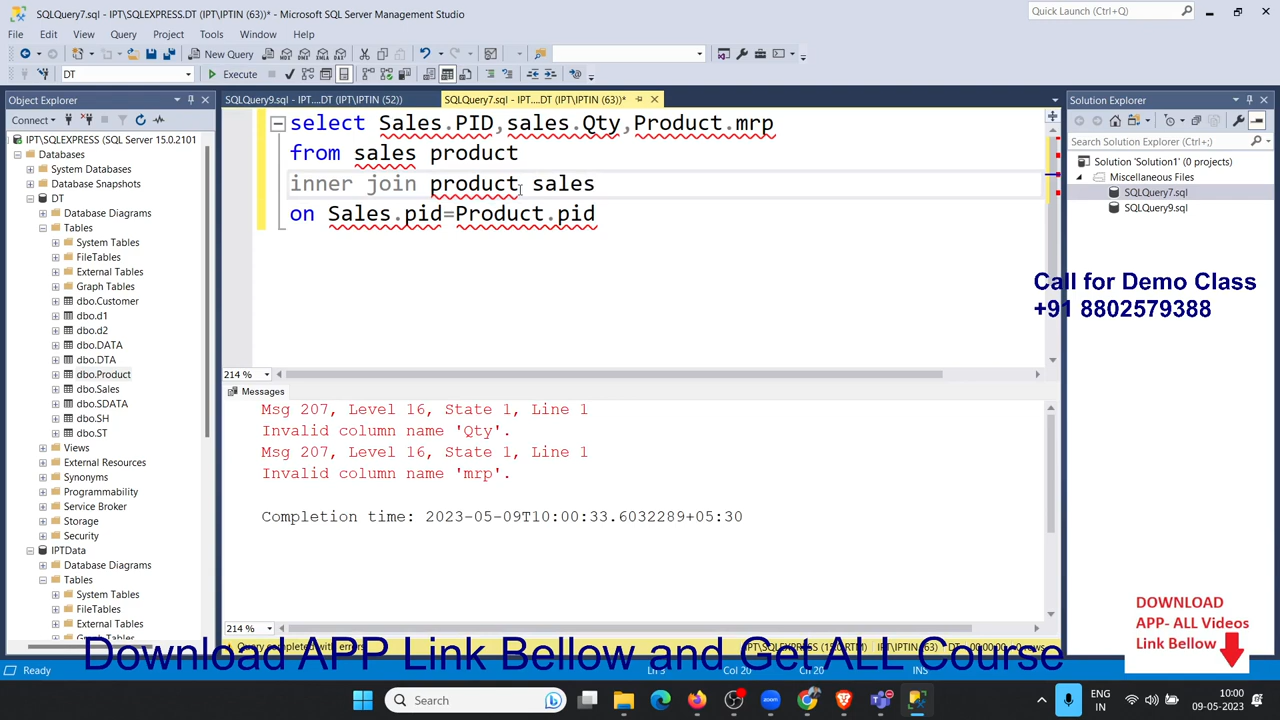 SQLQuery7.sql - IPT\SQLEXPRESS.DT (IPT\IPTIN (63))* - Microsoft SQL Server Management Studio
Quick Launch (Ctrl+Q)
File Edit View Query Project Tools Window Help
New Query
DT
Execute
Object Explorer
Connect
IPT\SQLEXPRESS (SQL Server 15.0.2101
Databases
System Databases
Database Snapshots
DT
Database Diagrams
Tables
System Tables
FileTables
External Tables
Graph Tables
dbo.Customer
dbo.d1
dbo.d2
dbo.DATA
dbo.DTA
dbo.Product
dbo.Sales
dbo.SDATA
dbo.SH
dbo.ST
Views
External Resources
Synonyms
Programmability
Service Broker
Storage
Security
IPTData
Database Diagrams
Tables
System Tables
FileTables
External Tables
SQLQuery9.sql - IPT....DT (IPT\IPTIN (52))
SQLQuery7.sql - IPT....DT (IPT\IPTIN (63))*
select Sales.PID,sales.Qty,Product.mrp
from sales product
inner join product sales
on Sales.pid=Product.pid
214 %
Messages
Msg 207, Level 16, State 1, Line 1
Invalid column name 'Qty'.
Msg 207, Level 16, State 1, Line 1
Invalid column name 'mrp'.
Completion time: 2023-05-09T10:00:33.6032289+05:30
214 %
Solution Explorer
Search Solution Explorer (Ctrl+;)
Solution 'Solution1' (0 projects)
Miscellaneous Files
SQLQuery7.sql
SQLQuery9.sql
Call for Demo Class
+91 8802579388
DOWNLOAD
APP- ALL Videos
Link Bellow
Download APP Link Bellow and Get ALL Course
Ready
Col 20
INS
Search
ENG
IN
10:00
09-05-2023